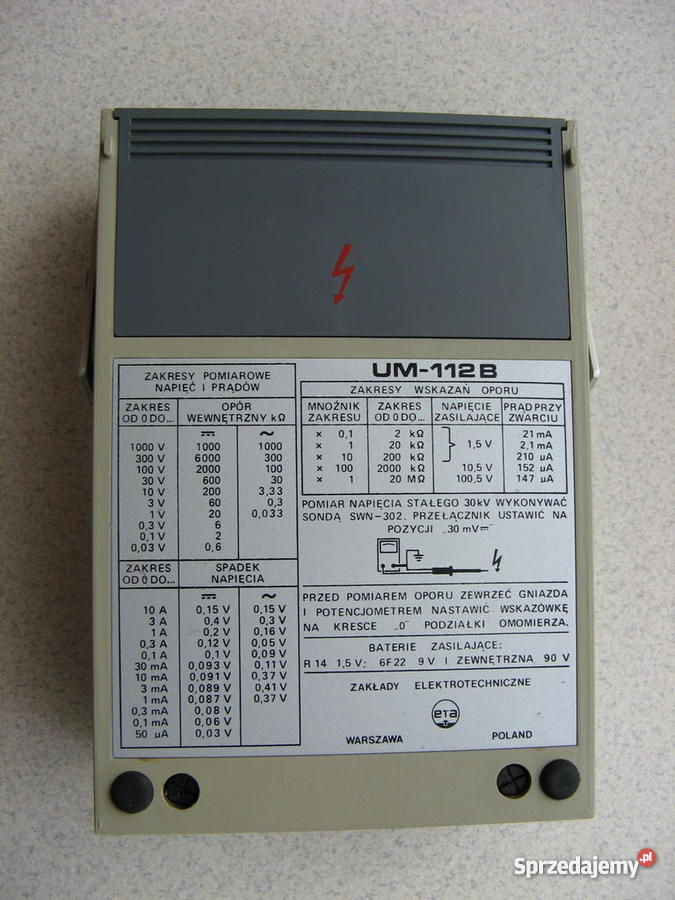 ZAKRESY POMIAROWE
NAPIĘĆ I PRĄDÓW
ZAKRES OD 0 DO... OPÓR WEWNĘTRZNY kΩ
⎓ ~
1000 V 1000 1000
300 V 6000 300
100 V 2000 100
30 V 600 30
10 V 200 3,33
3 V 60 0,3
1 V 20 0,033
0,3 V 6
0,1 V 2
0,03 V 0,6
ZAKRES OD 0 DO... SPADEK NAPIĘCIA
⎓ ~
10 A 0,15 V 0,15 V
3 A 0,4 V 0,3 V
1 A 0,2 V 0,16 V
0,3 A 0,12 V 0,05 V
0,1 A 0,1 V 0,09 V
30 mA 0,093 V 0,11 V
10 mA 0,091 V 0,37 V
3 mA 0,089 V 0,41 V
1 mA 0,087 V 0,37 V
0,3 mA 0,08 V
0,1 mA 0,06 V
50 µA 0,03 V
UM-112B
ZAKRESY WSKAZAŃ OPORU
MNOŻNIK ZAKRESU ZAKRES OD 0 DO... NAPIĘCIE ZASILAJĄCE PRĄD PRZY ZWARCIU
× 0,1 2 kΩ 21 mA
× 1 20 kΩ 1,5 V 2,1 mA
× 10 200 kΩ 210 µA
× 100 2000 kΩ 10,5 V 152 µA
× 1 20 MΩ 100,5 V 147 µA
POMIAR NAPIĘCIA STAŁEGO 30kV WYKONYWAĆ
SONDĄ SWN-302. PRZEŁĄCZNIK USTAWIĆ NA
POZYCJI „30 mV⎓"
PRZED POMIAREM OPORU ZEWRZEĆ GNIAZDA
I POTENCJOMETREM NASTAWIĆ WSKAZÓWKĘ
NA KRESCE „0" PODZIAŁKI OMOMIERZA.
BATERIE ZASILAJĄCE:
R 14 1,5 V; 6F22 9 V I ZEWNĘTRZNA 90 V
ZAKŁADY ELEKTROTECHNICZNE
era
WARSZAWA POLAND
Sprzedajemy.pl